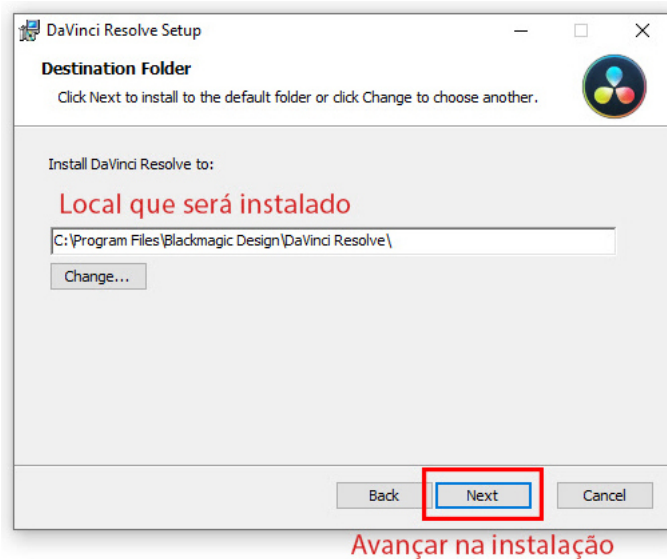 DaVinci Resolve Setup
Destination Folder
Click Next to install to the default folder or click Change to choose another.
Install DaVinci Resolve to:
Local que será instalado
C:\Program Files\Blackmagic Design\DaVinci Resolve\
Change...
Back Next Cancel
Avançar na instalação